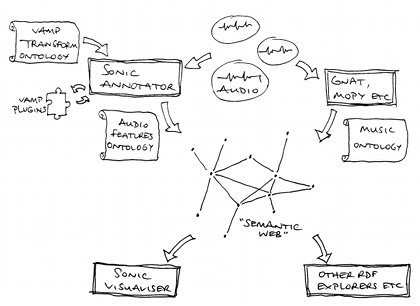 VAMP
TRANSFORM
ONTOLOGY
SONIC
ANNOTATOR
AUDIO
GNAT,
MOPY ETC
VAMP
PLUGINS
AUDIO
FEATURES
ONTOLOGY
MUSIC
ONTOLOGY
"SEMANTIC
WEB"
SONIC
VISUALISER
OTHER RDF
EXPLORERS ETC